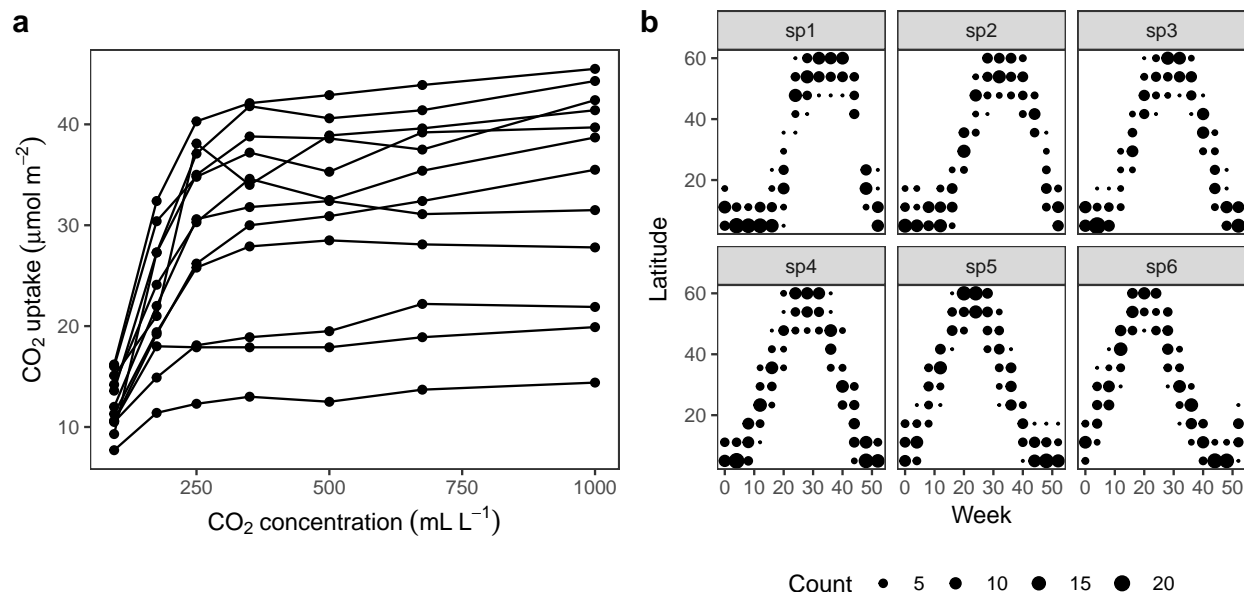 a
CO₂ uptake (μmol m⁻²)
40
30
20
10
250 500 750 1000
CO₂ concentration (mL L⁻¹)
b
sp1 sp2 sp3
sp4 sp5 sp6
Latitude
60
20
60
40
20
0 10 20 30 40 50 0 10 20 30 40 50 0 10 20 30 40 50
Week
Count 5 10 15 20